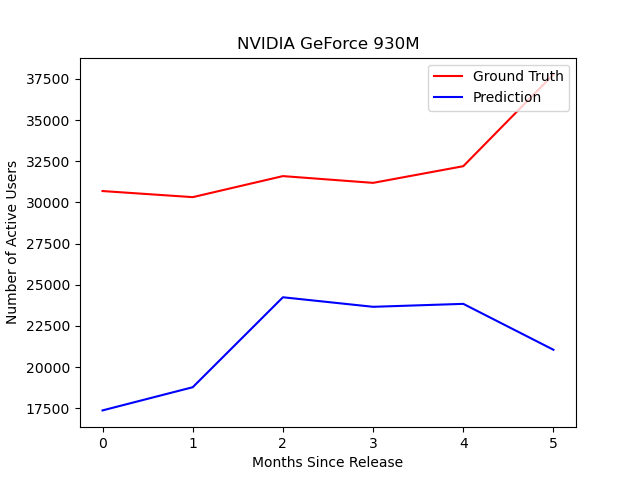 NVIDIA GeForce 930M
Ground Truth
Prediction
Number of Active Users
37500
35000
32500
30000
27500
25000
22500
20000
17500
0 1 2 3 4 5
Months Since Release